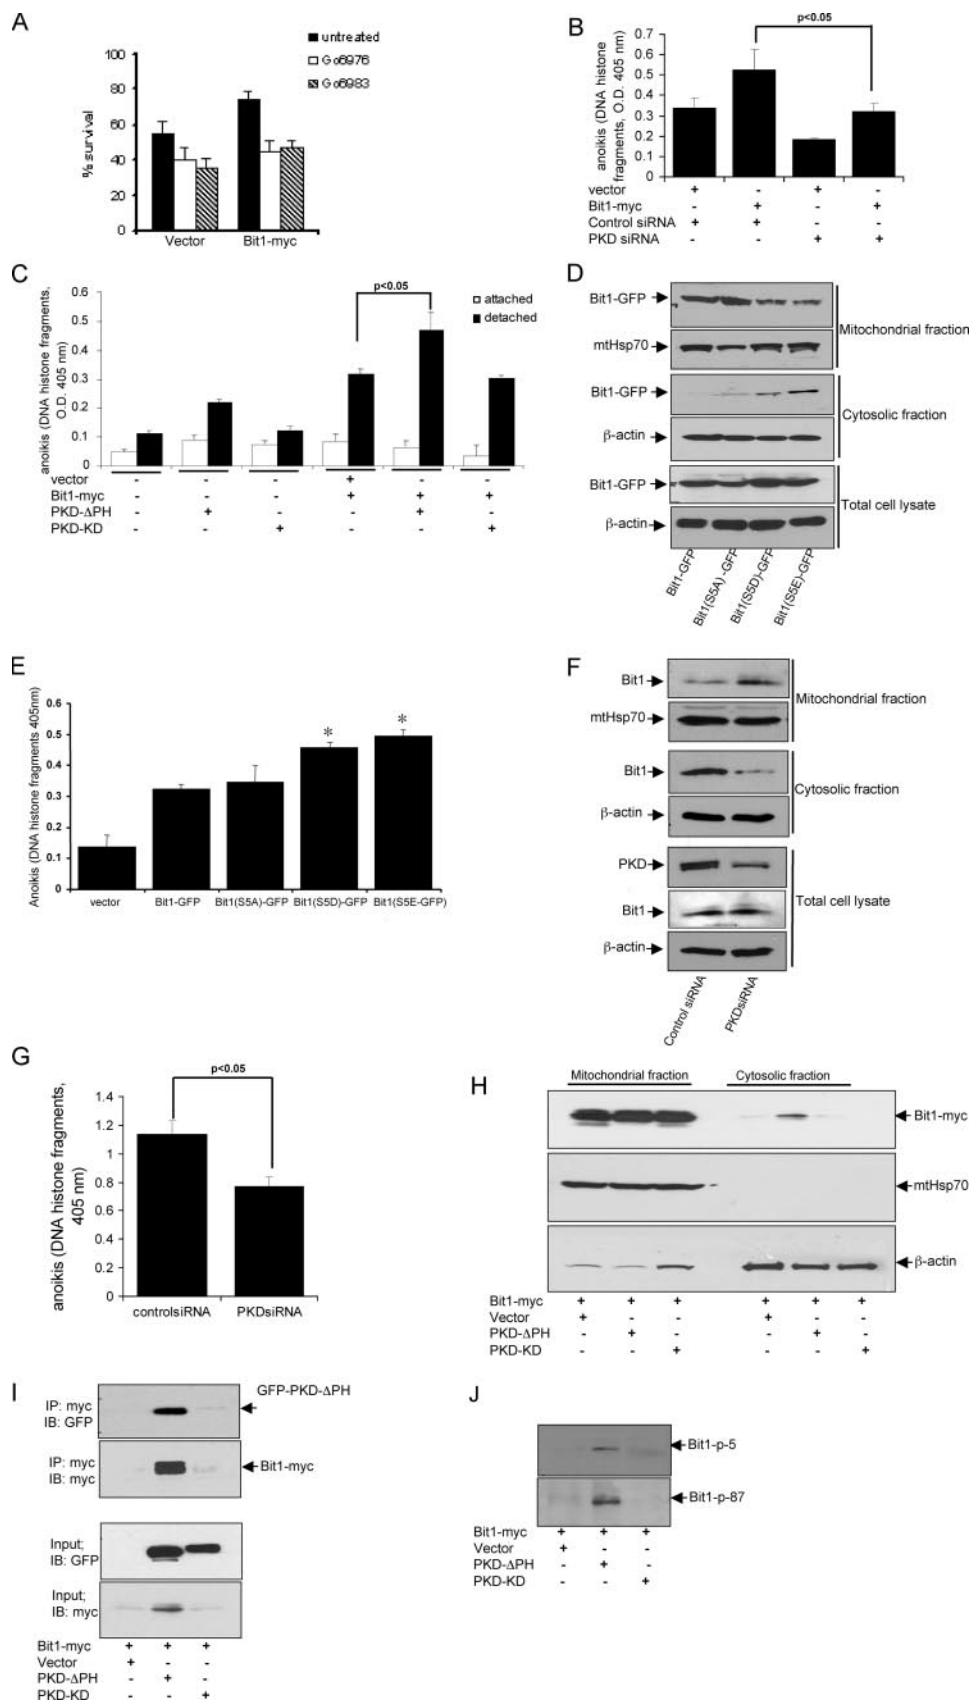 A
untreated
Go6976
Go6983
% survival
100
80
60
40
20
0
Vector
Bit1-myc
B
p<0.05
anoikis (DNA histone
fragments, O.D. 405 nm)
0.7
0.6
0.5
0.4
0.3
0.2
0.1
0
vector + - + -
Bit1-myc - + - +
Control siRNA + + - -
PKD siRNA - - + +
C
p<0.05
attached
detached
anoikis (DNA histone fragments,
O.D. 405 nm)
0.6
0.5
0.4
0.3
0.2
0.1
0
vector - - - + - -
Bit1-myc - - - + + +
PKD-ΔPH - + - - + -
PKD-KD - - + - - +
D
Bit1-GFP
mtHsp70
Mitochondrial fraction
Bit1-GFP
β-actin
Cytosolic fraction
Bit1-GFP
β-actin
Total cell lysate
Bit1-GFP
Bit1(S5A) -GFP
Bit1(S5D)-GFP
Bit1(S5E)-GFP
E
Anoikis (DNA histone fragments 405nm)
0.6
0.5
0.4
0.3
0.2
0.1
0
* *
vector
Bit1-GFP
Bit1(S5A)-GFP
Bit1(S5D)-GFP
Bit1(S5E-GFP)
F
Bit1
mtHsp70
Mitochondrial fraction
Bit1
β-actin
Cytosolic fraction
PKD
Bit1
β-actin
Total cell lysate
Control siRNA
PKDsiRNA
G
p<0.05
anoikis (DNA histone fragments,
405 nm)
1.4
1.2
1
0.8
0.6
0.4
0.2
0
controlsiRNA
PKDsiRNA
H
Mitochondrial fraction
Cytosolic fraction
Bit1-myc
mtHsp70
β-actin
Bit1-myc + + + + + +
Vector + - - + - -
PKD-ΔPH - + - - + -
PKD-KD - - + - - +
I
IP: myc
IB: GFP
GFP-PKD-ΔPH
IP: myc
IB: myc
Bit1-myc
Input;
IB: GFP
Input;
IB: myc
Bit1-myc + + +
Vector + - -
PKD-ΔPH - + -
PKD-KD - - +
J
Bit1-p-5
Bit1-p-87
Bit1-myc + + +
Vector + - -
PKD-ΔPH - + -
PKD-KD - - +